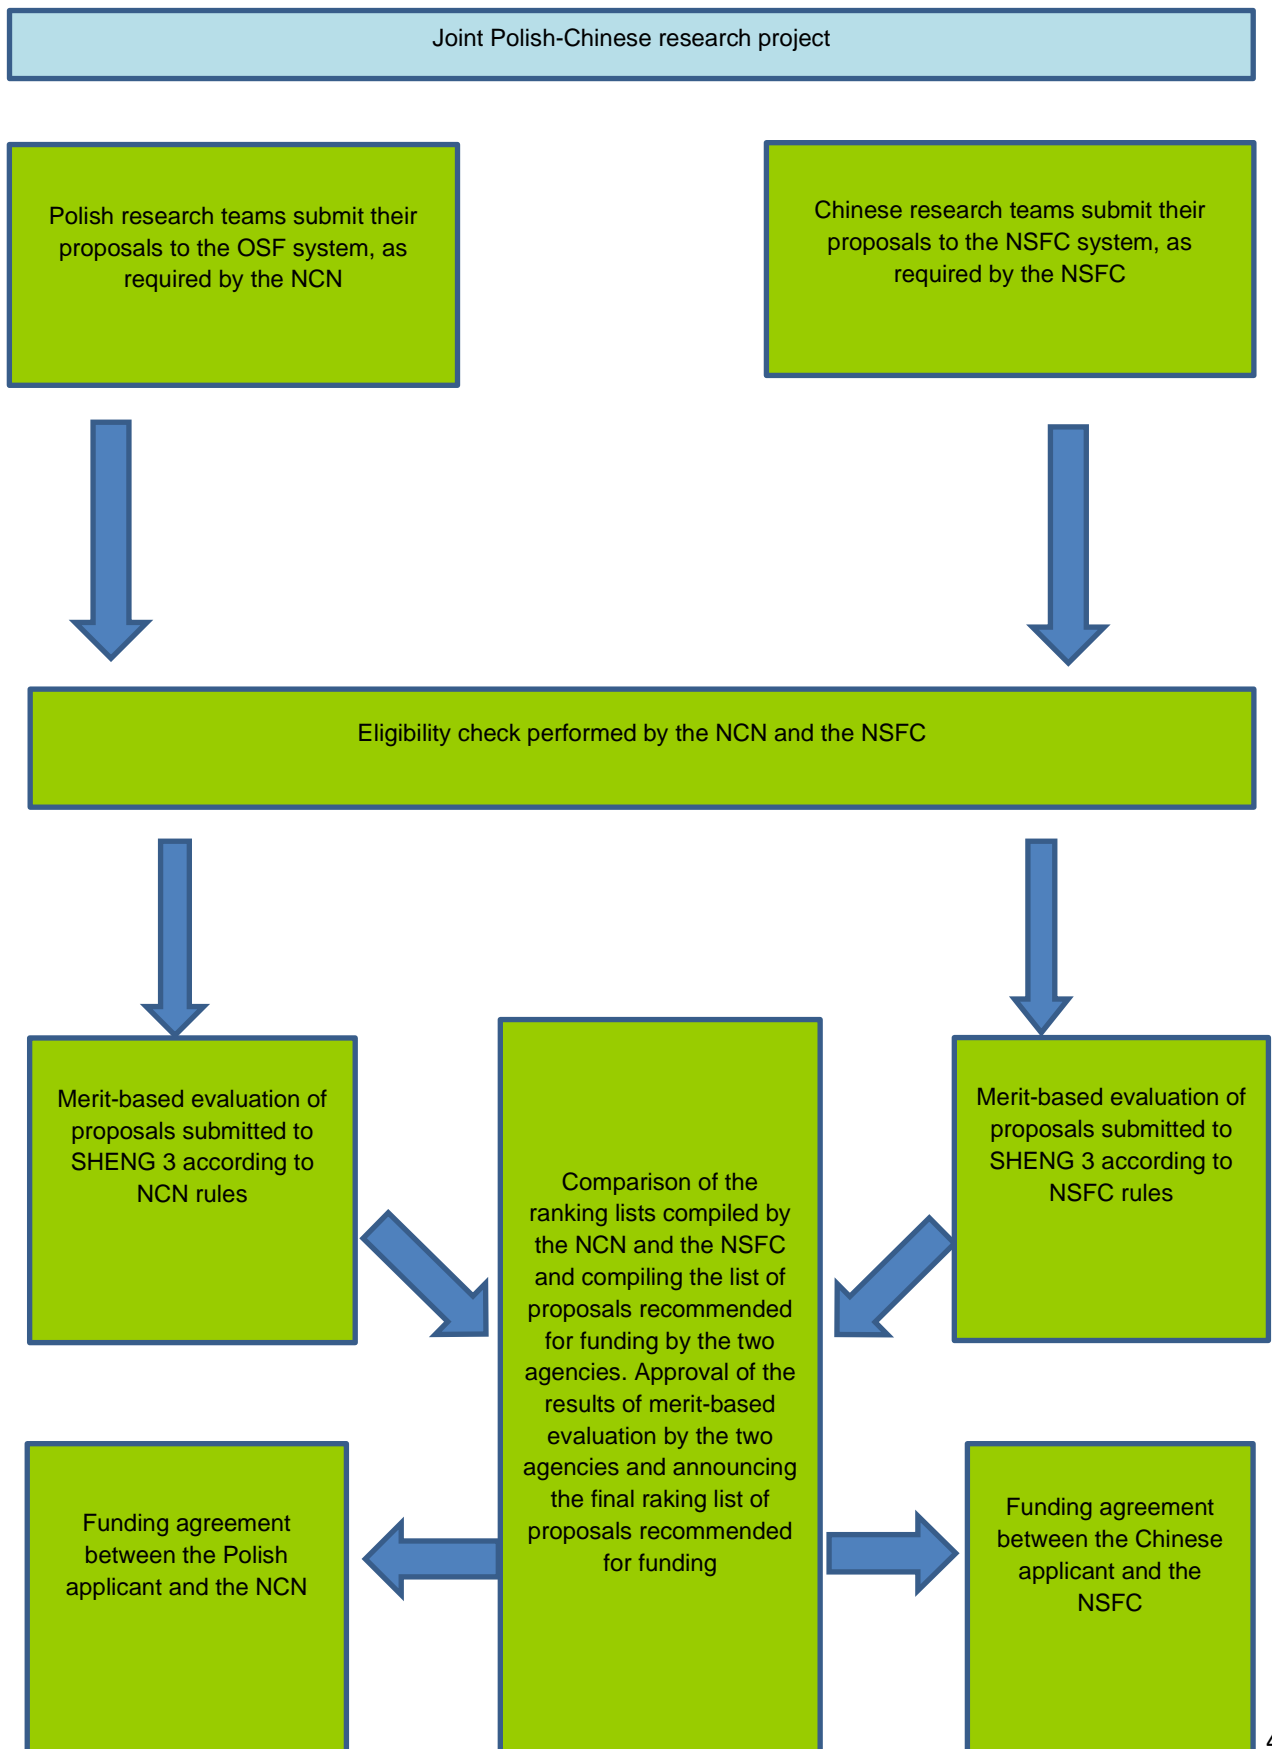 Joint Polish-Chinese research project
Polish research teams submit their
proposals to the OSF system, as
required by the NCN
Chinese research teams submit their
proposals to the NSFC system, as
required by the NSFC
Eligibility check performed by the NCN and the NSFC
Merit-based evaluation of
proposals submitted to
SHENG 3 according to
NCN rules
Comparison of the
ranking lists compiled by
the NCN and the NSFC
and compiling the list of
proposals recommended
for funding by the two
agencies. Approval of the
results of merit-based
evaluation by the two
agencies and announcing
the final raking list of
proposals recommended
for funding
Merit-based evaluation of
proposals submitted to
SHENG 3 according to
NSFC rules
Funding agreement
between the Polish
applicant and the NCN
Funding agreement
between the Chinese
applicant and the
NSFC